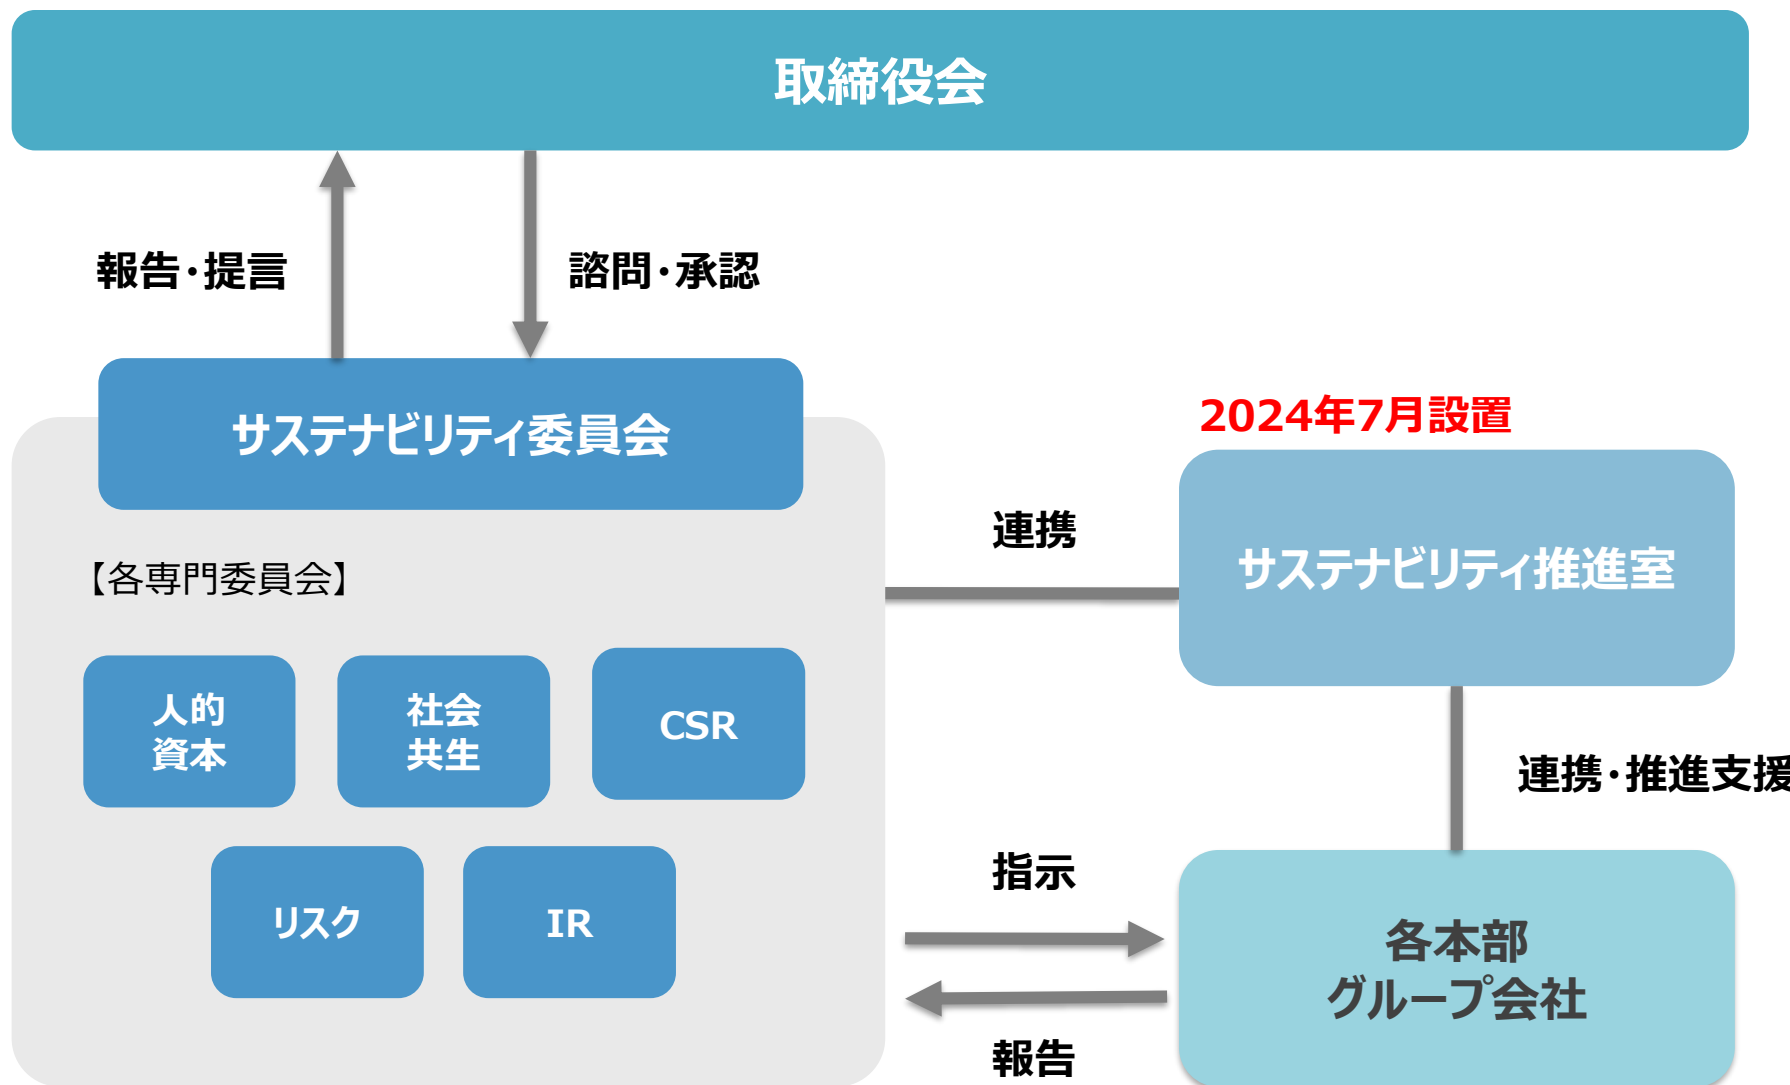 取締役会
報告・提言
諮問・承認
サステナビリティ委員会
2024年7月設置
連携
サステナビリティ推進室
【各専門委員会】
人的
資本
社会
共生
CSR
連携・推進支援
リスク
IR
指示
各本部
グループ会社
報告